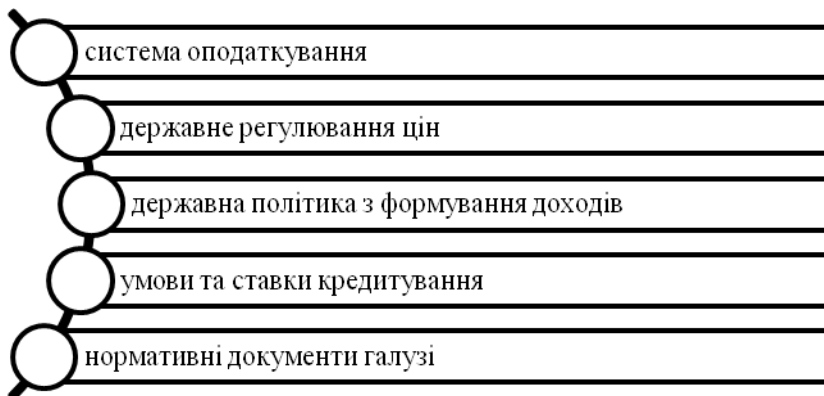 система оподаткування
державне регулювання цін
державна політика з формування доходів
умови та ставки кредитування
нормативні документи галузі